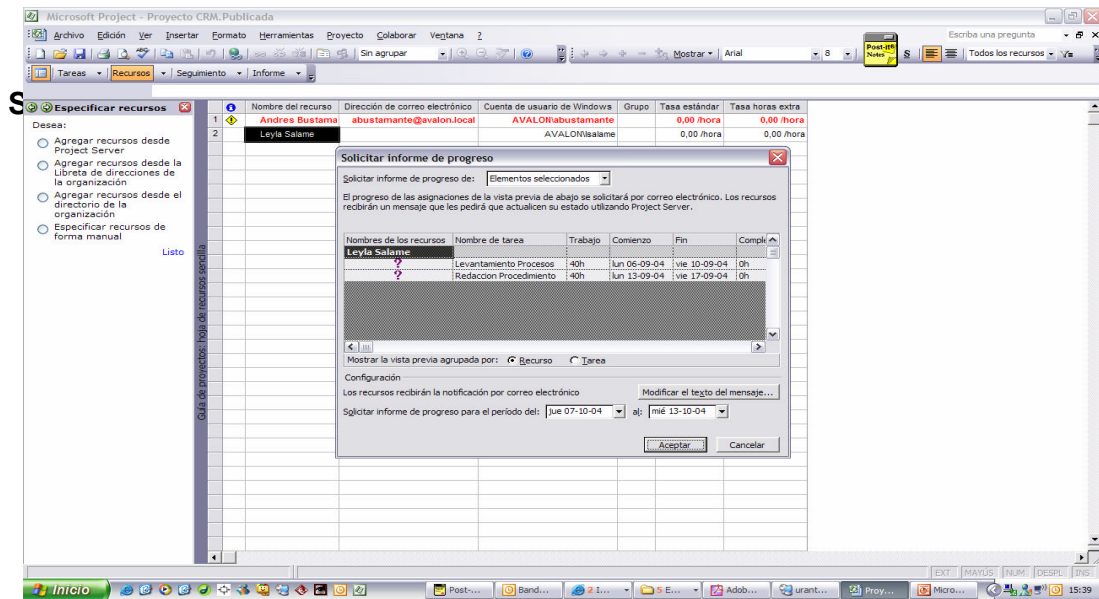 Microsoft Project - Proyecto CRM.Publicada
Archivo Edición Ver Insertar Formato Herramientas Proyecto Colaborar Ventana ? Escriba una pregunta
Sin agrupar Mostrar Arial 8 Post-it® Notes S Todos los recursos
Tareas Recursos Seguimiento Informe
S
Especificar recursos
Desea:
Agregar recursos desde Project Server
Agregar recursos desde la Libreta de direcciones de la organización
Agregar recursos desde el directorio de la organización
Especificar recursos de forma manual
Listo
Guía de proyectos: hoja de recursos sencilla
Nombre del recurso Dirección de correo electrónico Cuenta de usuario de Windows Grupo Tasa estándar Tasa horas extra
1 Andres Bustama abustamante@avalon.local AVALON\abustamante 0,00 /hora 0,00 /hora
2 Leyla Salame AVALON\lsalame 0,00 /hora 0,00 /hora
Solicitar informe de progreso
Solicitar informe de progreso de: Elementos seleccionados
El progreso de las asignaciones de la vista previa de abajo se solicitará por correo electrónico. Los recursos
recibirán un mensaje que les pedirá que actualicen su estado utilizando Project Server.
Nombres de los recursos Nombre de tarea Trabajo Comienzo Fin Comple
Leyla Salame
? Levantamiento Procesos 40h lun 06-09-04 vie 10-09-04 0h
? Redaccion Procedimiento 40h lun 13-09-04 vie 17-09-04 0h
Mostrar la vista previa agrupada por: Recurso Tarea
Configuración
Los recursos recibirán la notificación por correo electrónico Modificar el texto del mensaje...
Solicitar informe de progreso para el período del: jue 07-10-04 al: mié 13-10-04
Aceptar Cancelar
EXT MAYÚS NUM DESPL INS
Inicio Post-... Band... 2 I... 5 E... Adob... urant... Proy... Micro... 15:39